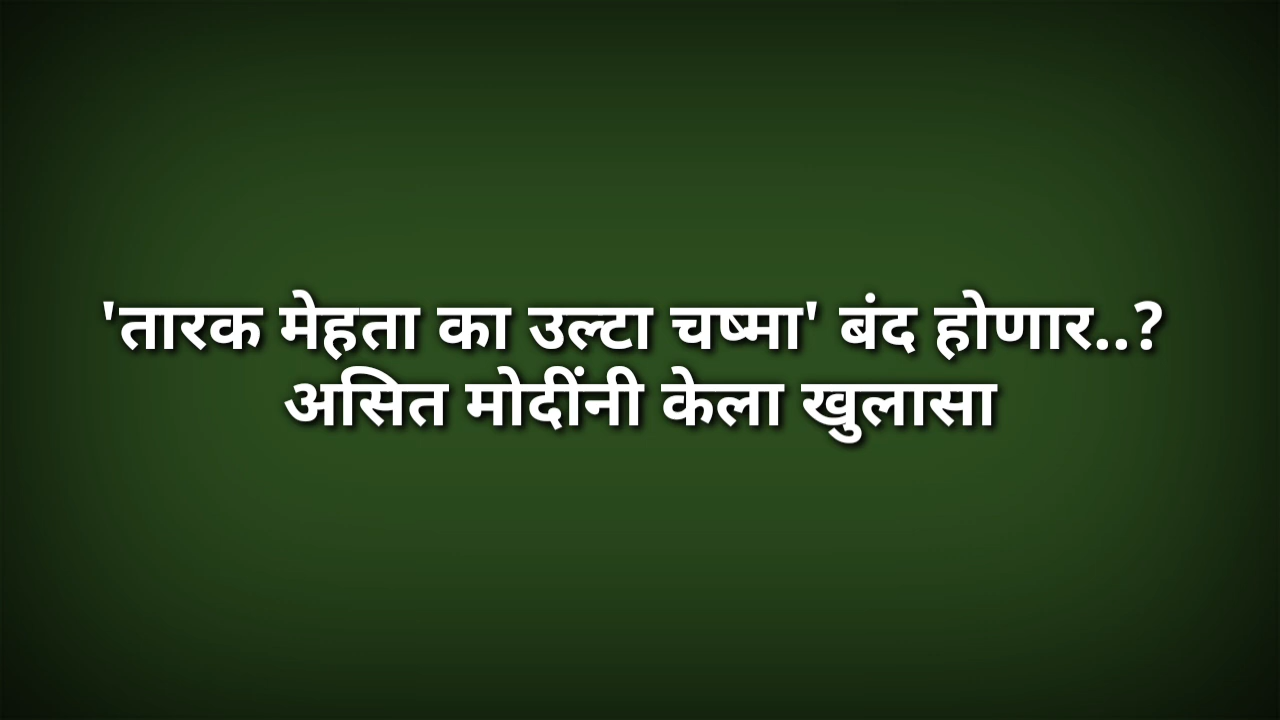 'तारक मेहता का उल्टा चष्मा' बंद होणार..?
असित मोदींनी केला खुलासा